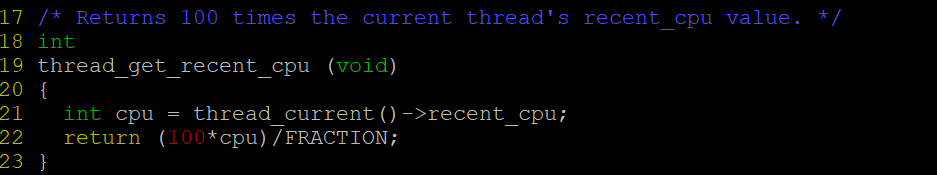 17 /* Returns 100 times the current thread's recent_cpu value. */
18 int
19 thread_get_recent_cpu (void)
20 {
21   int cpu = thread_current()->recent_cpu;
22   return (100*cpu)/FRACTION;
23 }